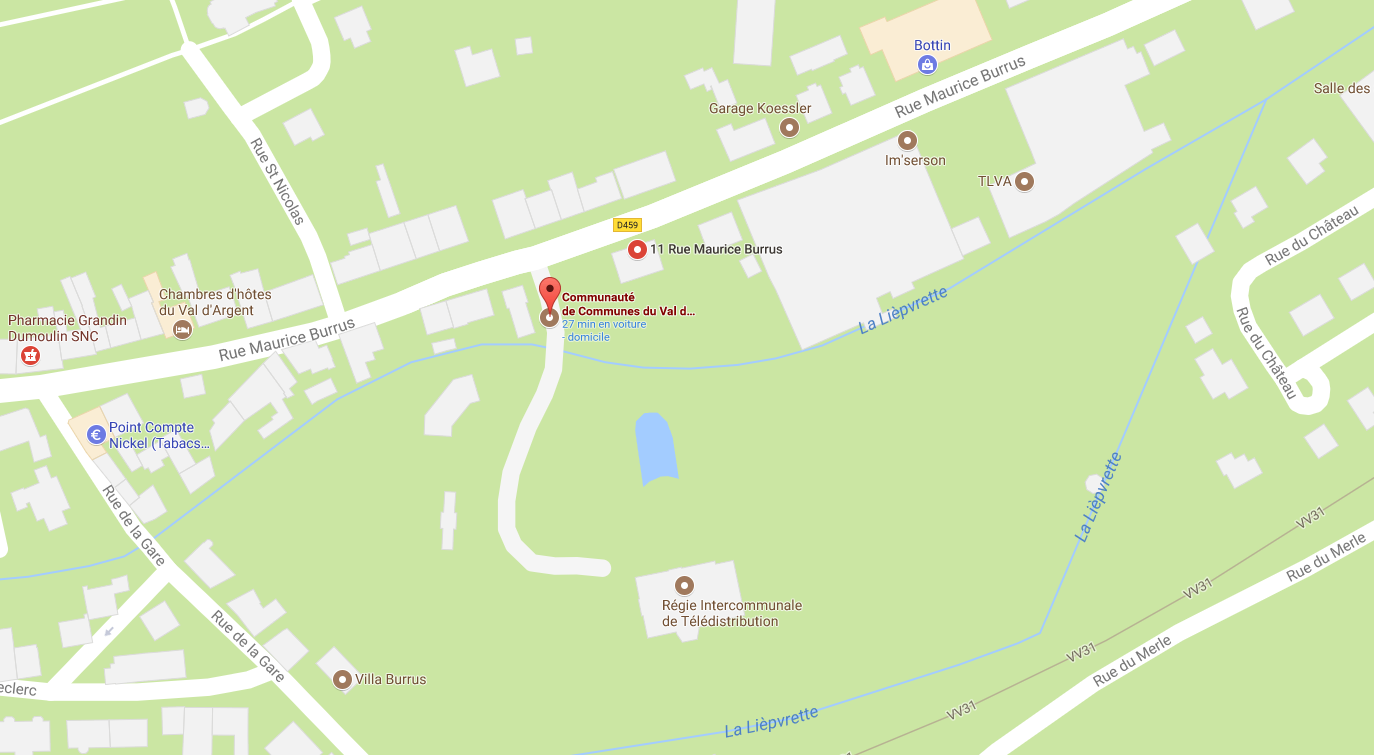 Bottin
Rue Maurice Burrus
Salle des
Garage Koessler
Im'serson
TLVA
Rue St Nicolas
D459
11 Rue Maurice Burrus
Rue du Château
Chambres d'hôtes
du Val d'Argent
Communauté
de Communes du Val d...
27 min en voiture
- domicile
La Lièpvrette
Pharmacie Grandin
Dumoulin SNC
Rue Maurice Burrus
Rue du Château
Point Compte
Nickel (Tabacs...
€
La Lièpvrette
Rue de la Gare
VV31
Rue du Merle
VV31
Régie Intercommunale
de Télédistribution
Rue de la Gare
VV31
Rue du Merle
Villa Burrus
eclerc
VV31
La Lièpvrette